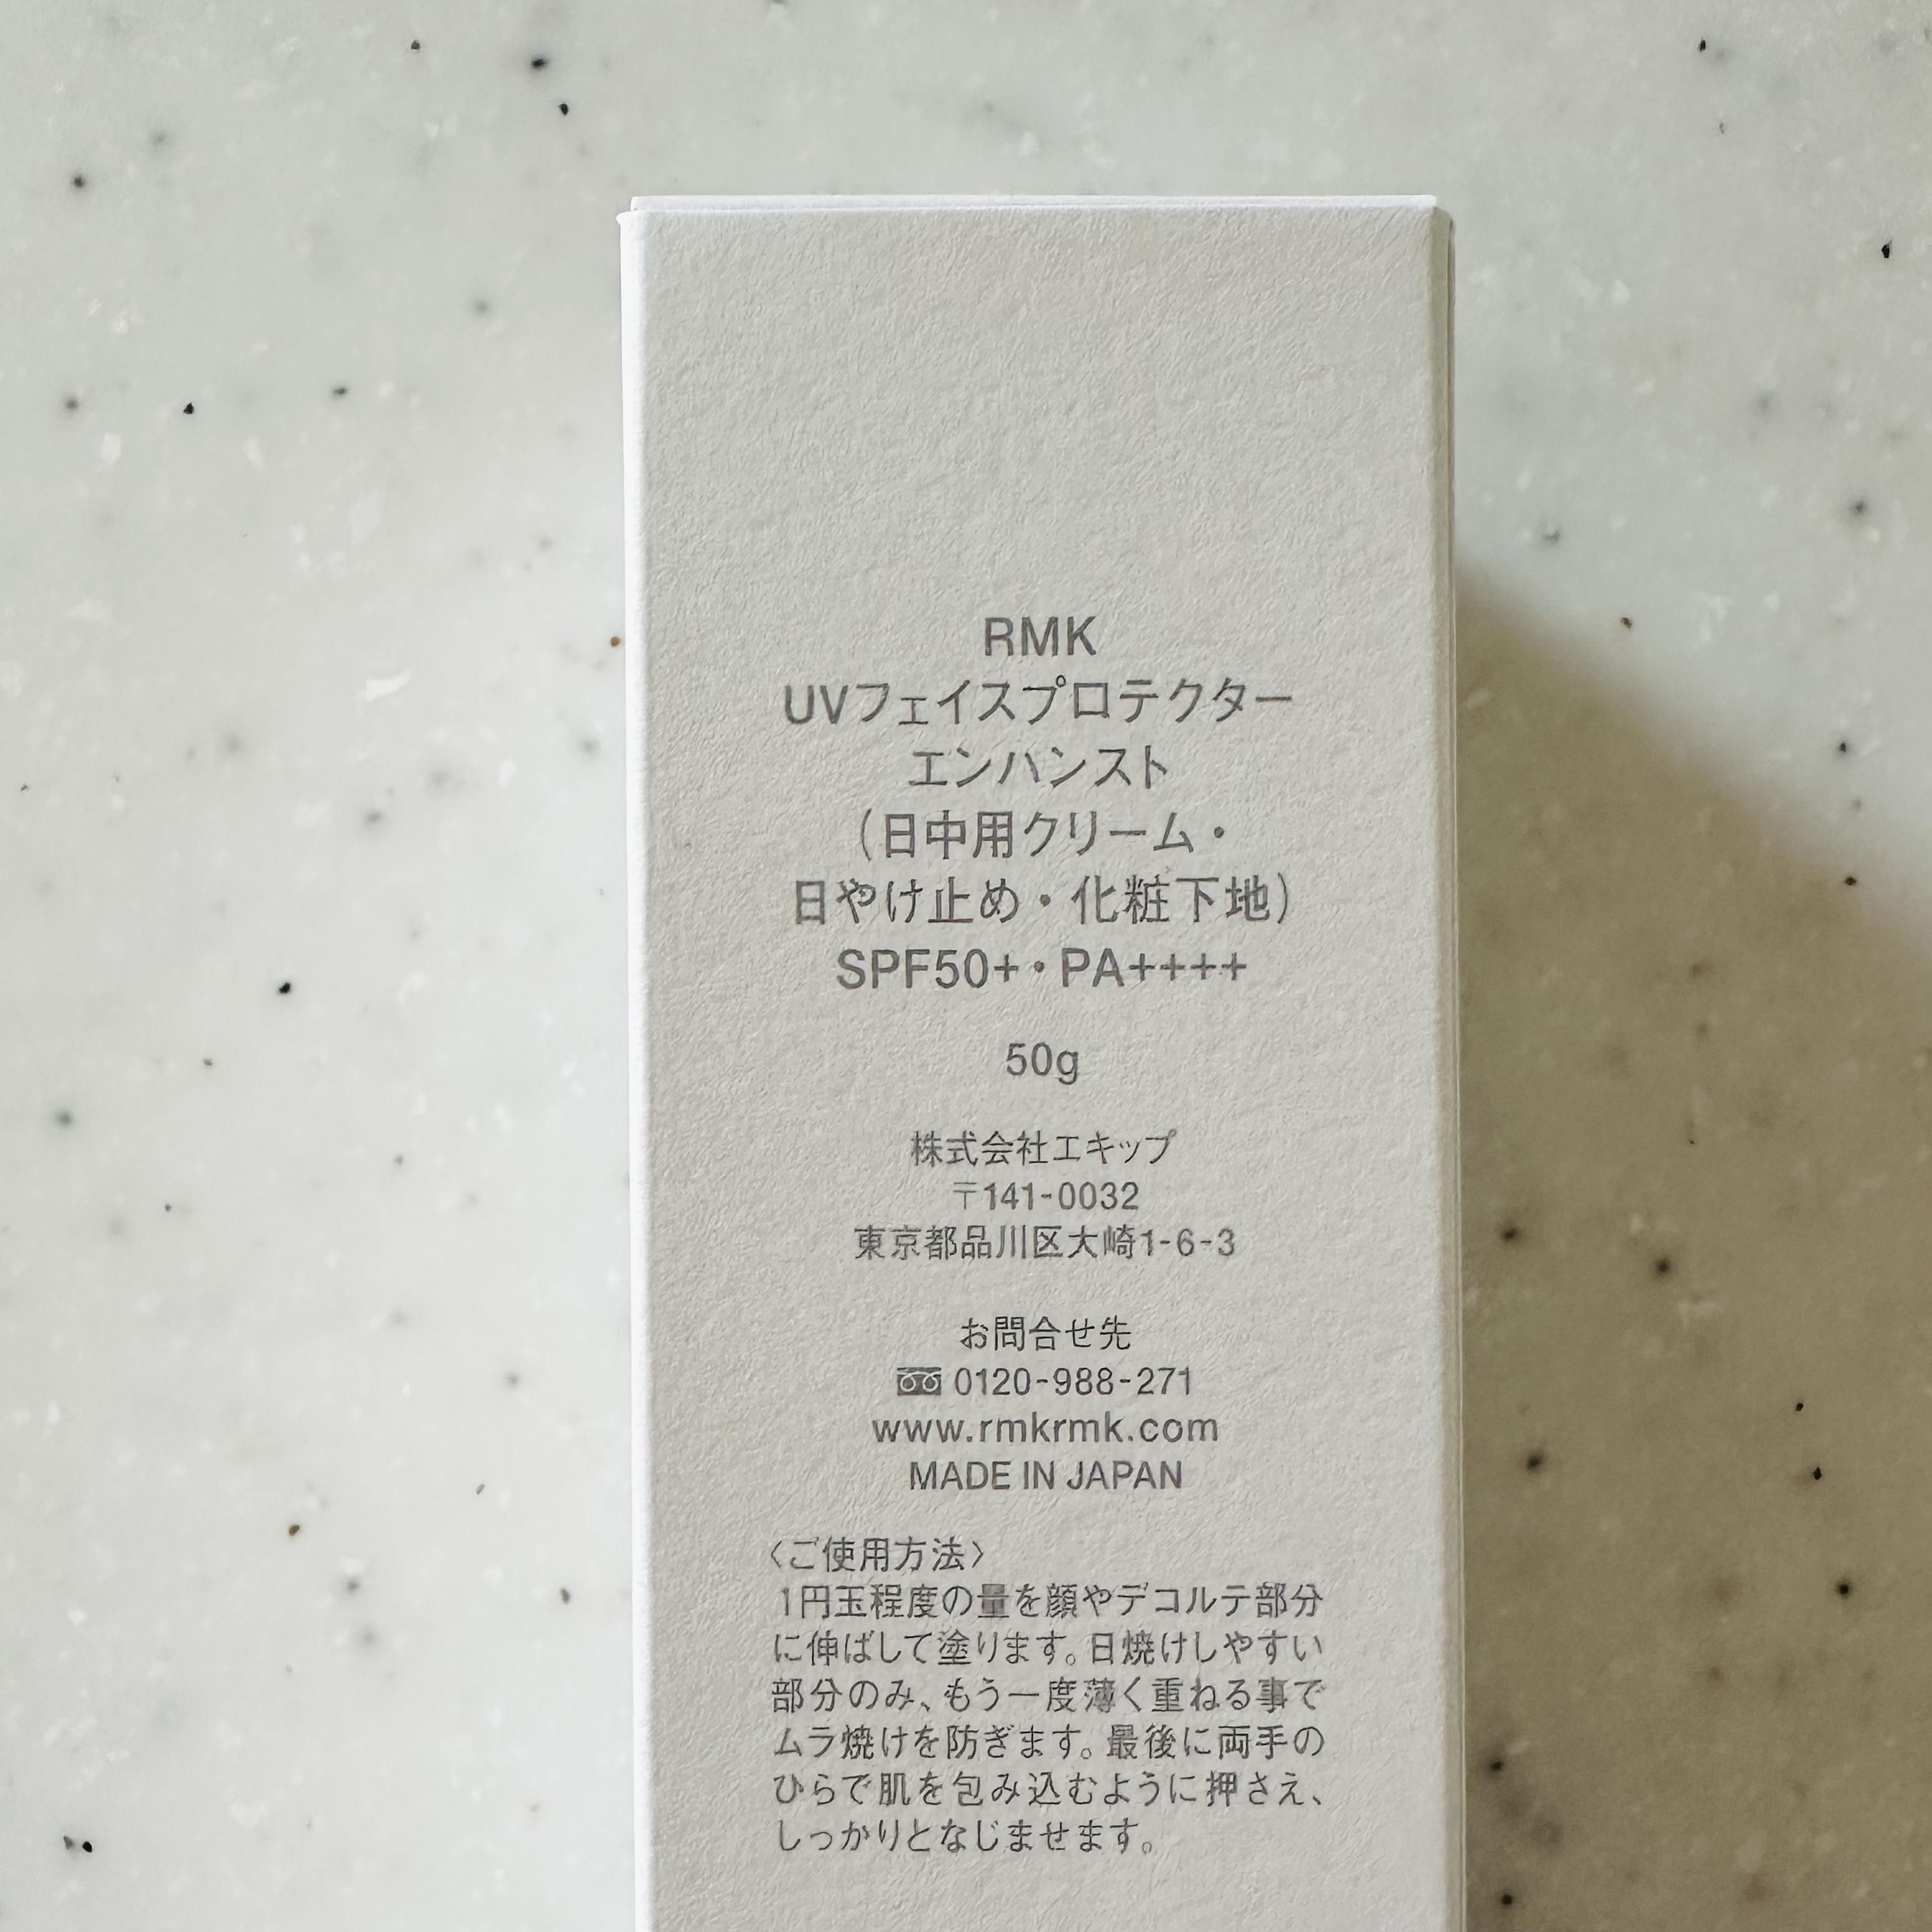 RMK
UVフェイスプロテクター
エンハンスト
(日中用クリーム・
日やけ止め・化粧下地)
SPF50+・PA++++
50g
株式会社エキップ
〒141-0032
東京都品川区大崎1-6-3
お問合せ先
0120-988-271
www.rmkrmk.com
MADE IN JAPAN
〈ご使用方法〉
1円玉程度の量を顔やデコルテ部分
に伸ばして塗ります。日焼けしやすい
部分のみ、もう一度薄く重ねる事で
ムラ焼けを防ぎます。最後に両手の
ひらで肌を包み込むように押さえ、
しっかりとなじませます。